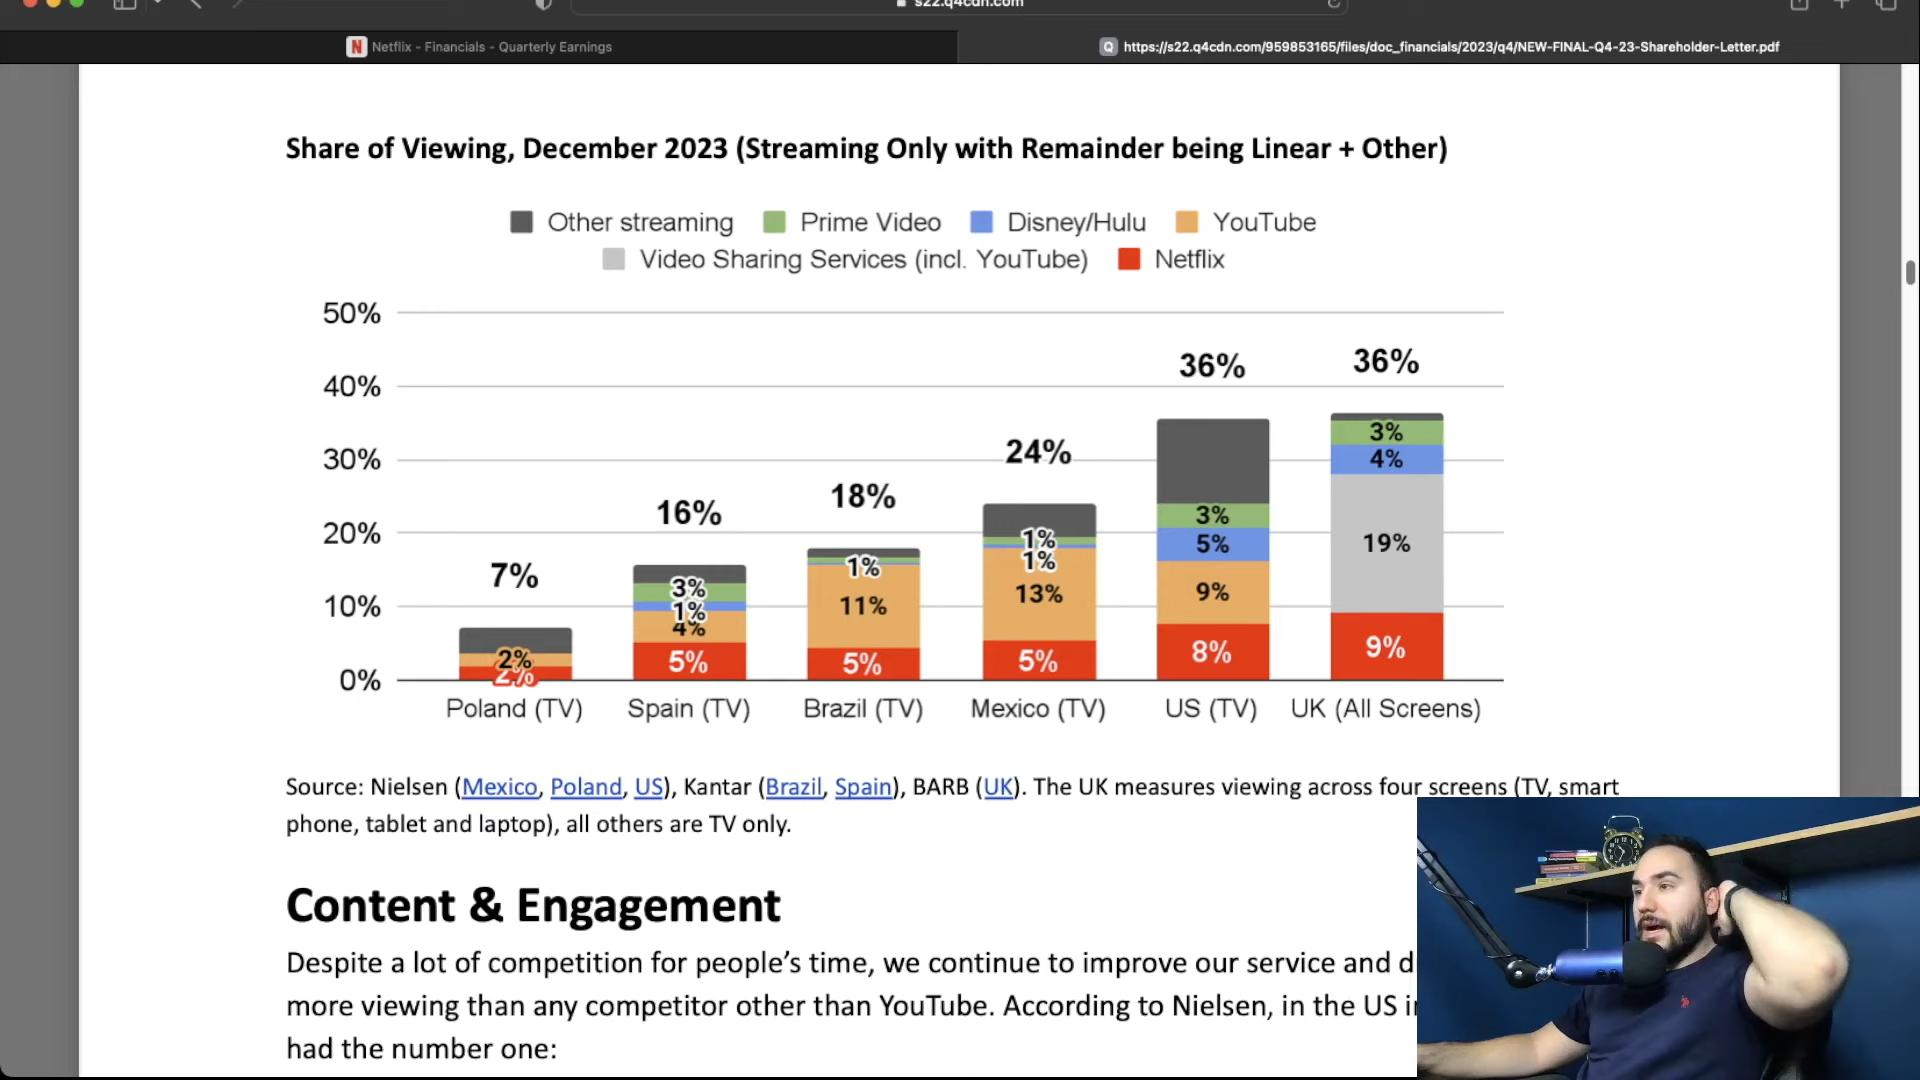 s22.q4cdn.com
Netflix - Financials - Quarterly Earnings
https://s22.q4cdn.com/959853165/files/doc_financials/2023/q4/NEW-FINAL-Q4-23-Shareholder-Letter.pdf
Share of Viewing, December 2023 (Streaming Only with Remainder being Linear + Other)
Other streaming Prime Video Disney/Hulu YouTube
Video Sharing Services (incl. YouTube) Netflix
50%
40%
30%
20%
10%
0%
7%
2%
2%
Poland (TV)
16%
3%
1%
4%
5%
Spain (TV)
18%
1%
11%
5%
Brazil (TV)
24%
1%
1%
13%
5%
Mexico (TV)
36%
3%
5%
9%
8%
US (TV)
36%
3%
4%
19%
9%
UK (All Screens)
Source: Nielsen (Mexico, Poland, US), Kantar (Brazil, Spain), BARB (UK). The UK measures viewing across four screens (TV, smart
phone, tablet and laptop), all others are TV only.
Content & Engagement
Despite a lot of competition for people’s time, we continue to improve our service and
more viewing than any competitor other than YouTube. According to Nielsen, in the US
had the number one: